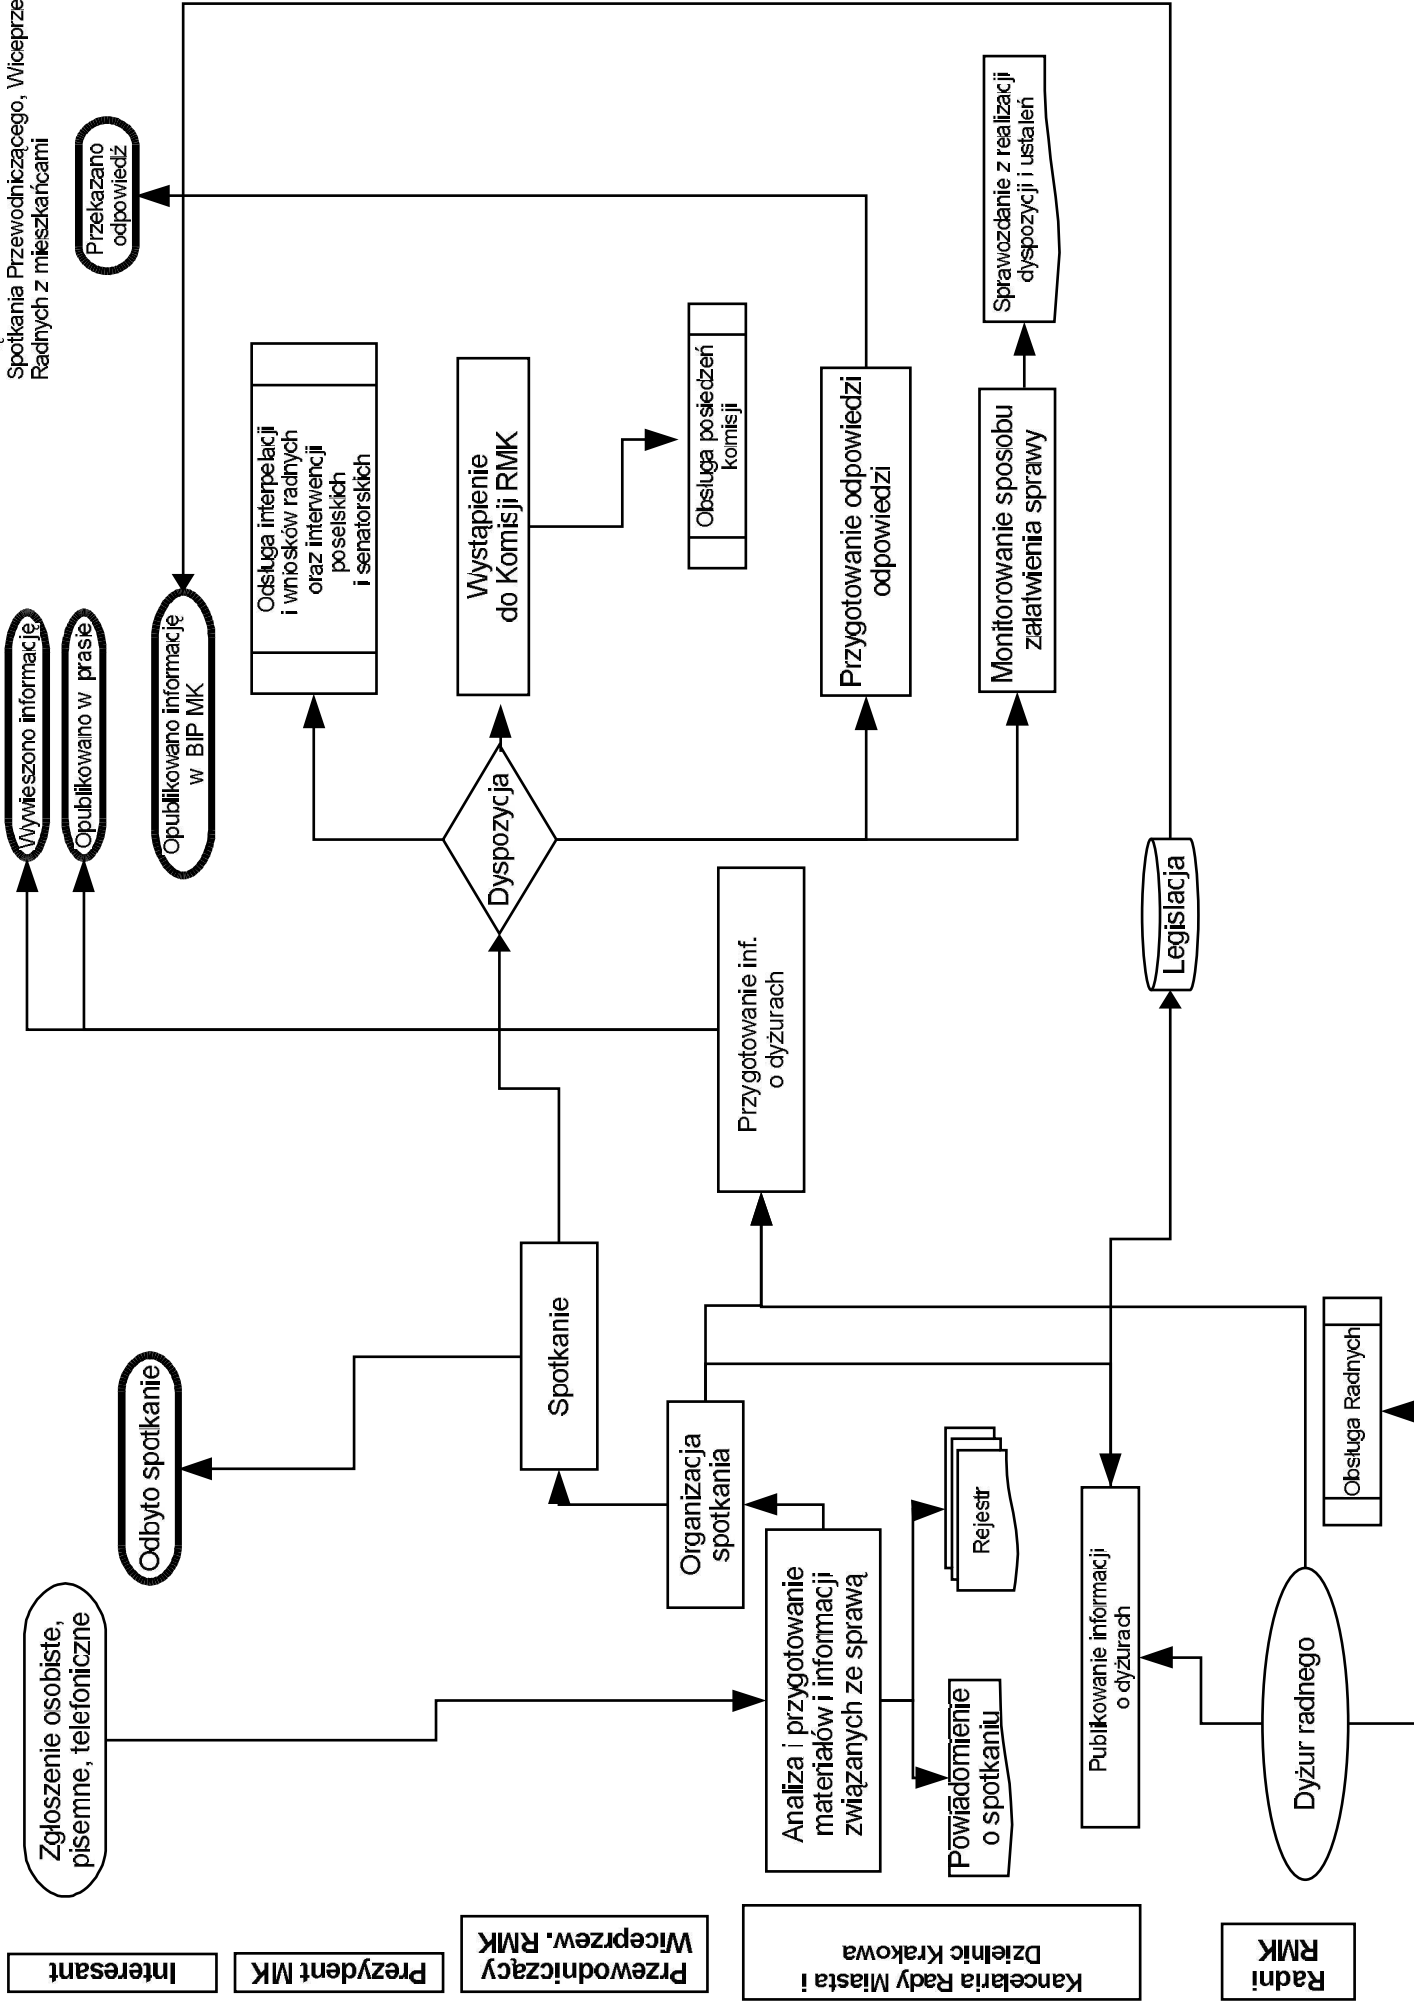 Spotkania Przewodniczącego, Wiceprze
Radnych z mieszkańcami
Interesant
Zgłoszenie osobiste,
pisemne, telefoniczne
Odbyto spotkanie
Wywieszono informację
Opublikowano w prasie
Opublikowano informację
w BIP MK
Przekazano
odpowiedź
Prezydent MK
Odsługa interpelacji
i wniosków radnych
oraz interwencji
poselskich
i senatorskich
Przewodniczący
Wiceprzew. RMK
Spotkanie
Dyspozycja
Wystąpienie
do Komisji RMK
Kancelaria Rady Miasta i
Dzielnic Krakowa
Organizacja
spotkania
Analiza i przygotowanie
materiałów i informacji
związanych ze sprawą
Powiadomienie
o spotkaniu
Rejestr
Publikowanie informacji
o dyżurach
Przygotowanie inf.
o dyżurach
Obsługa posiedzeń
komisji
Przygotowanie odpowiedzi
odpowiedzi
Monitorowanie sposobu
załatwienia sprawy
Sprawozdanie z realizacji
dyspozycji i ustaleń
Legislacja
Radni
RMK
Dyżur radnego
Obsługa Radnych